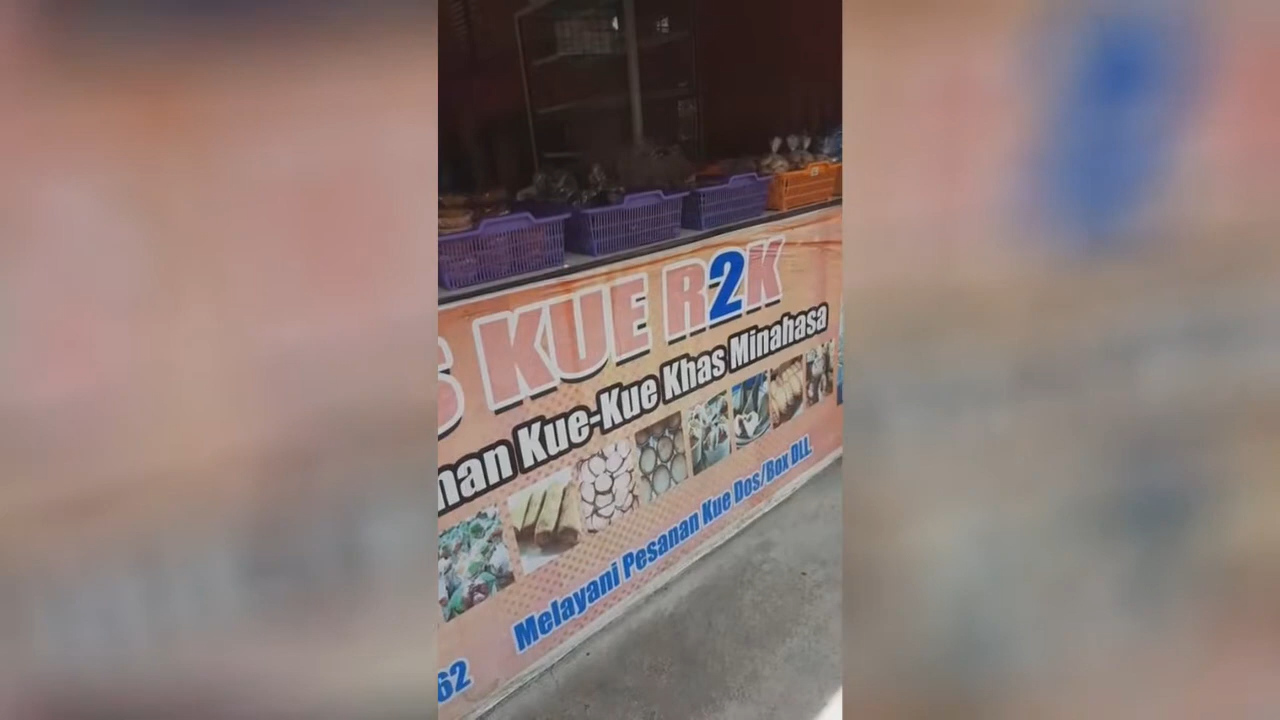 S KUE R2K
nan Kue-Kue Khas Minahasa
Melayani Pesanan Kue Dos/Box DLL
62